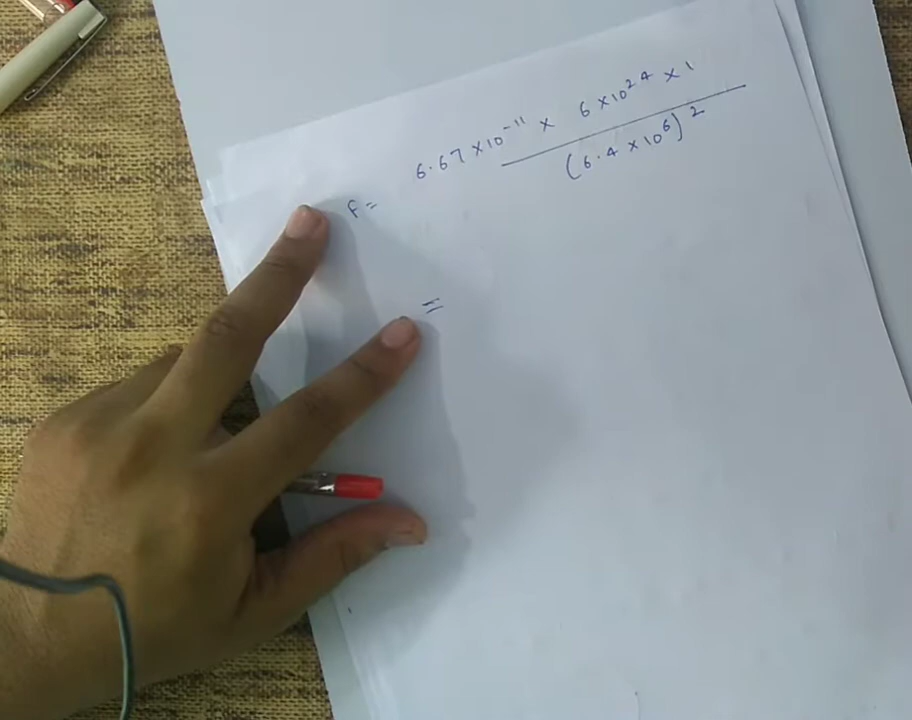 F = 6.67 × 10⁻¹¹ × 6 × 10²⁴ × 1
(6.4 × 10⁶)²
=